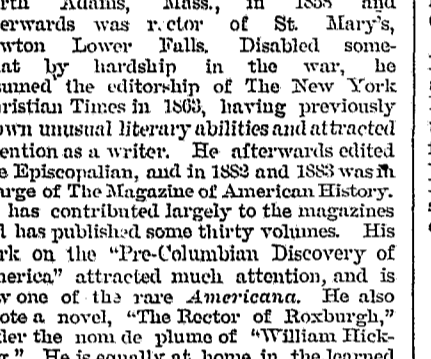 rth Adams, Mass., in 1858 and
erwards was rector of St. Mary's,
wton Lower Falls. Disabled some-
at by hardship in the war, he
sumed the editorship of The New York
ristian Times in 1863, having previously
own unusual literary abilities and attracted
ention as a writer. He afterwards edited
e Episcopalian, and in 1882 and 1883 was in
arge of The Magazine of American History.
has contributed largely to the magazines
d has published some thirty volumes. His
rk on the "Pre-Columbian Discovery of
merica" attracted much attention, and is
w one of the rare Americana. He also
ote a novel, "The Rector of Roxburgh,"
der the nom de plume of "William Hick-
." He is equally at home in the learned